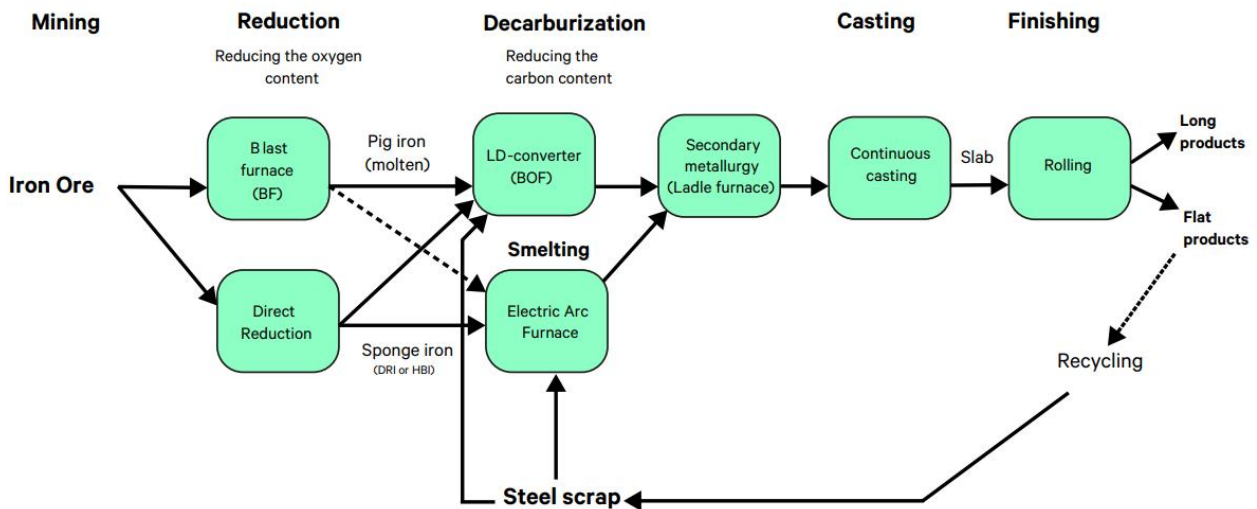 Mining
Reduction
Decarburization
Casting
Finishing
Reducing the oxygen
content
Reducing the
carbon content
Iron Ore
B last
furnace
(BF)
Pig iron
(molten)
LD-converter
(BOF)
Secondary
metallurgy
(Ladle furnace)
Continuous
casting
Slab
Rolling
Long
products
Flat
products
Smelting
Direct
Reduction
Sponge iron
(DRI or HBI)
Electric Arc
Furnace
Recycling
Steel scrap